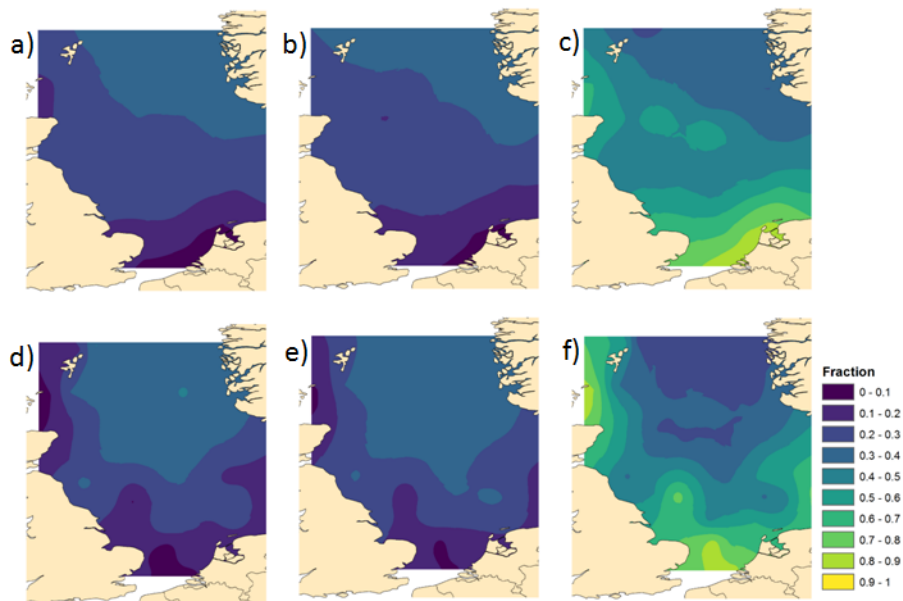 a)
b)
c)
d)
e)
f)
Fraction
0 - 0.1
0.1 - 0.2
0.2 - 0.3
0.3 - 0.4
0.4 - 0.5
0.5 - 0.6
0.6 - 0.7
0.7 - 0.8
0.8 - 0.9
0.9 - 1